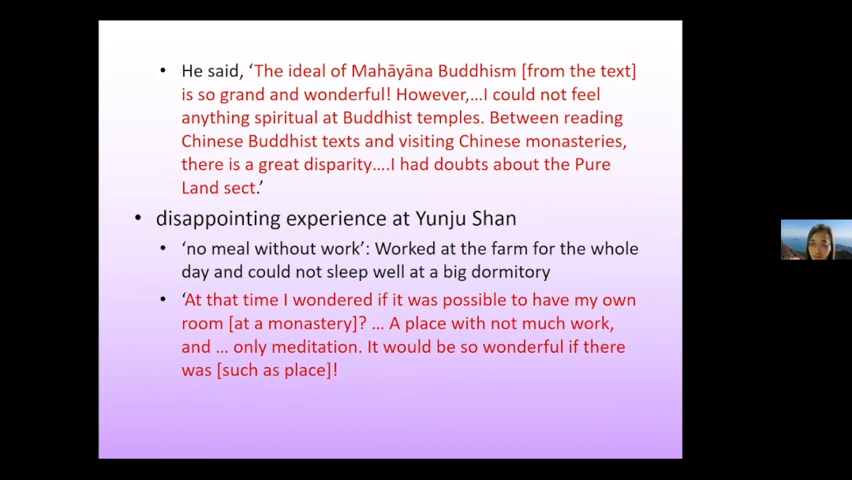 • He said, ‘The ideal of Mahāyāna Buddhism [from the text]
is so grand and wonderful! However,…I could not feel
anything spiritual at Buddhist temples. Between reading
Chinese Buddhist texts and visiting Chinese monasteries,
there is a great disparity….I had doubts about the Pure
Land sect.’
• disappointing experience at Yunju Shan
• ‘no meal without work’: Worked at the farm for the whole
day and could not sleep well at a big dormitory
• ‘At that time I wondered if it was possible to have my own
room [at a monastery]? … A place with not much work,
and … only meditation. It would be so wonderful if there
was [such as place]!